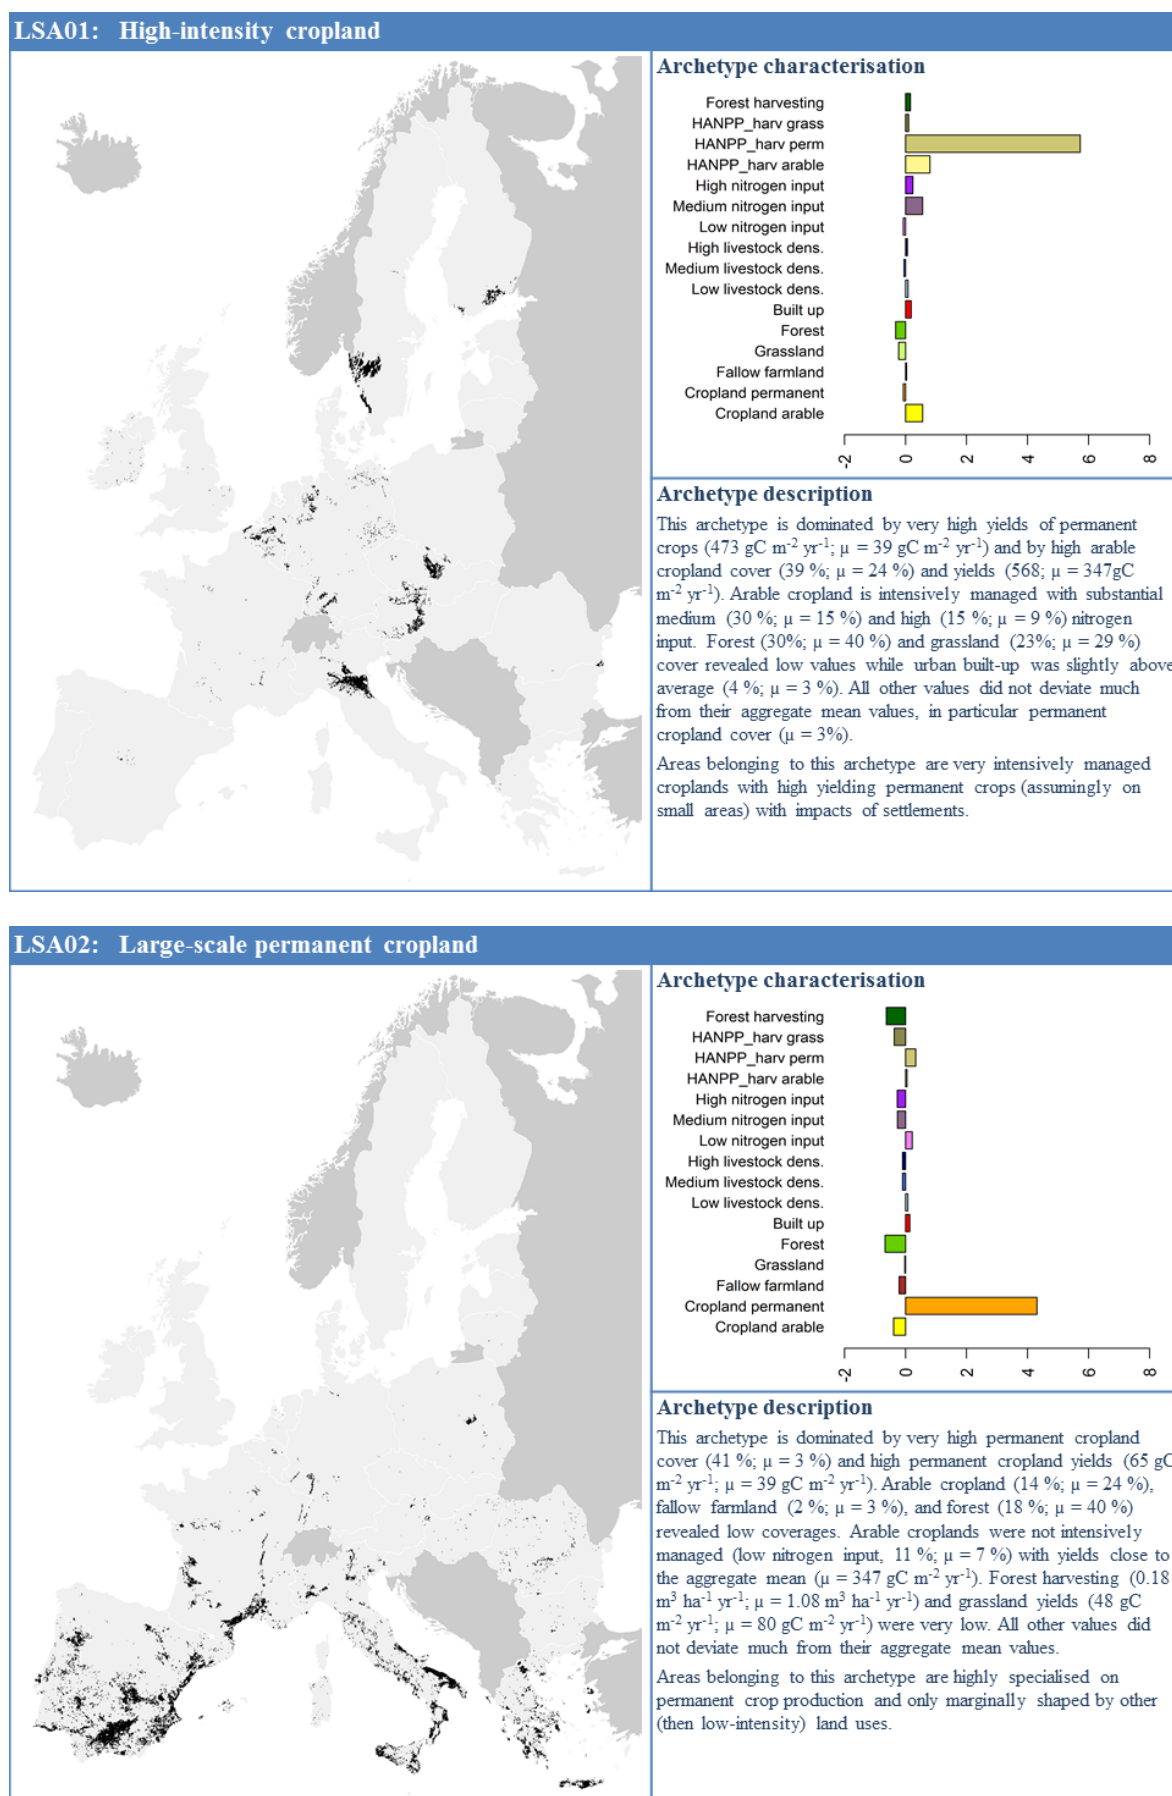 LSA01: High-intensity cropland
Archetype characterisation
Forest harvesting
HANPP_harv grass
HANPP_harv perm
HANPP_harv arable
High nitrogen input
Medium nitrogen input
Low nitrogen input
High livestock dens.
Medium livestock dens.
Low livestock dens.
Built up
Forest
Grassland
Fallow farmland
Cropland permanent
Cropland arable
-2 0 2 4 6 8
Archetype description
This archetype is dominated by very high yields of permanent
crops (473 gC m⁻² yr⁻¹; μ = 39 gC m⁻² yr⁻¹) and by high arable
cropland cover (39 %; μ = 24 %) and yields (568; μ = 347gC
m⁻² yr⁻¹). Arable cropland is intensively managed with substantial
medium (30 %; μ = 15 %) and high (15 %; μ = 9 %) nitrogen
input. Forest (30%; μ = 40 %) and grassland (23%; μ = 29 %)
cover revealed low values while urban built-up was slightly above
average (4 %; μ = 3 %). All other values did not deviate much
from their aggregate mean values, in particular permanent
cropland cover (μ = 3%).
Areas belonging to this archetype are very intensively managed
croplands with high yielding permanent crops (assumingly on
small areas) with impacts of settlements.
LSA02: Large-scale permanent cropland
Archetype characterisation
Forest harvesting
HANPP_harv grass
HANPP_harv perm
HANPP_harv arable
High nitrogen input
Medium nitrogen input
Low nitrogen input
High livestock dens.
Medium livestock dens.
Low livestock dens.
Built up
Forest
Grassland
Fallow farmland
Cropland permanent
Cropland arable
-2 0 2 4 6 8
Archetype description
This archetype is dominated by very high permanent cropland
cover (41 %; μ = 3 %) and high permanent cropland yields (65 gC
m⁻² yr⁻¹; μ = 39 gC m⁻² yr⁻¹). Arable cropland (14 %; μ = 24 %),
fallow farmland (2 %; μ = 3 %), and forest (18 %; μ = 40 %)
revealed low coverages. Arable croplands were not intensively
managed (low nitrogen input, 11 %; μ = 7 %) with yields close to
the aggregate mean (μ = 347 gC m⁻² yr⁻¹). Forest harvesting (0.18
m³ ha⁻¹ yr⁻¹; μ = 1.08 m³ ha⁻¹ yr⁻¹) and grassland yields (48 gC
m⁻² yr⁻¹; μ = 80 gC m⁻² yr⁻¹) were very low. All other values did
not deviate much from their aggregate mean values.
Areas belonging to this archetype are highly specialised on
permanent crop production and only marginally shaped by other
(then low-intensity) land uses.